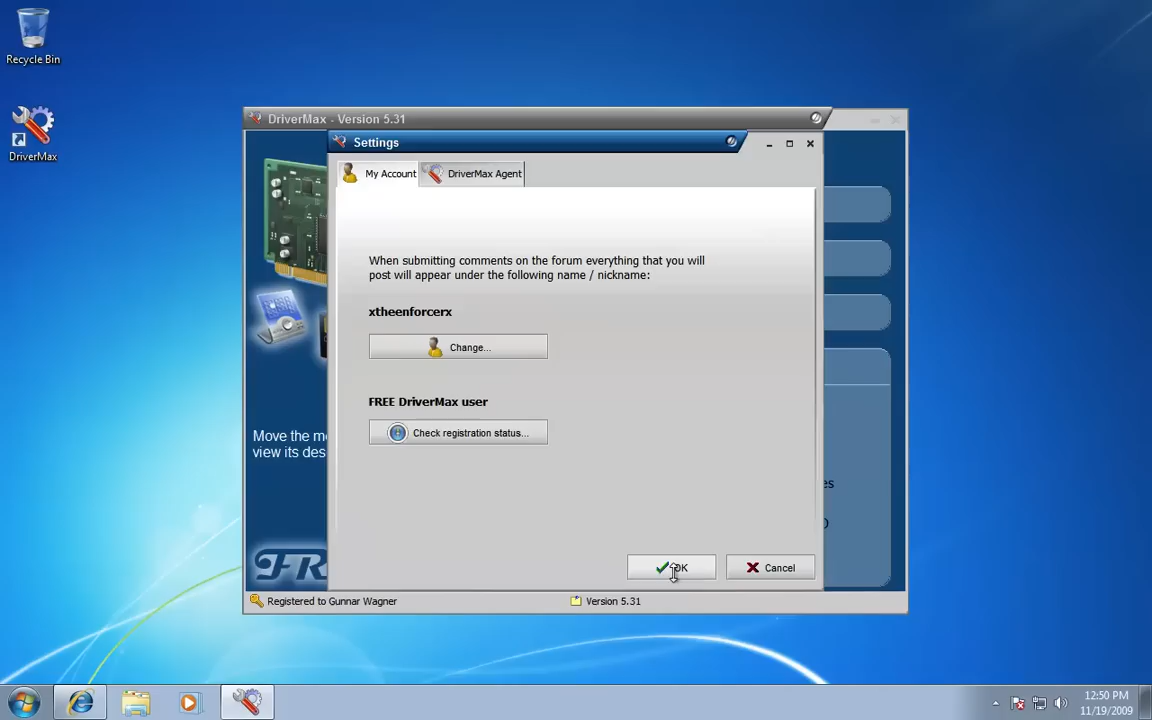 Recycle Bin
DriverMax
DriverMax - Version 5.31
Settings
My Account
DriverMax Agent
When submitting comments on the forum everything that you will
post will appear under the following name / nickname:
xtheenforcerx
Change...
FREE DriverMax user
Check registration status...
Move the m
view its des
es
FR
OK
Cancel
Registered to Gunnar Wagner
Version 5.31
12:50 PM
11/19/2009